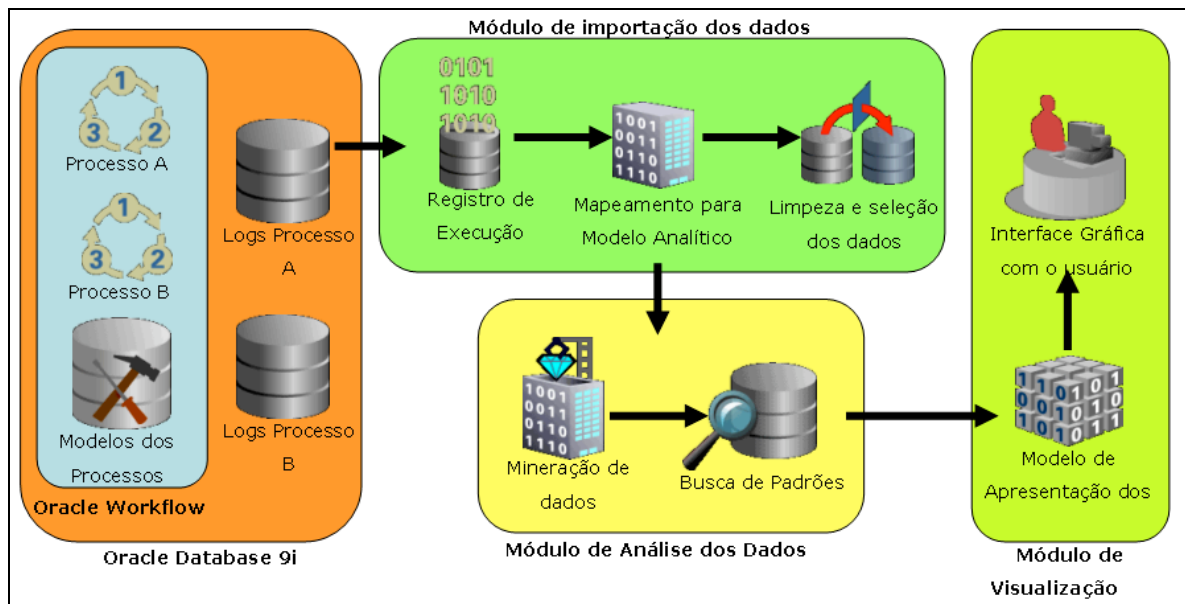 Módulo de importação dos dados
1
3 2
Processo A
1
3 2
Processo B
Modelos dos
Processos
Oracle Workflow
Logs Processo
A
Logs Processo
B
Oracle Database 9i
0101
1010
1010
Registro de
Execução
1001
0011
0110
1110
Mapeamento para
Modelo Analítico
Limpeza e seleção
dos dados
1001
0011
0110
1110
Mineração de
dados
Busca de Padrões
Módulo de Análise dos Dados
Interface Gráfica
com o usuário
110101
001010
101011
Modelo de
Apresentação dos
Módulo de
Visualização